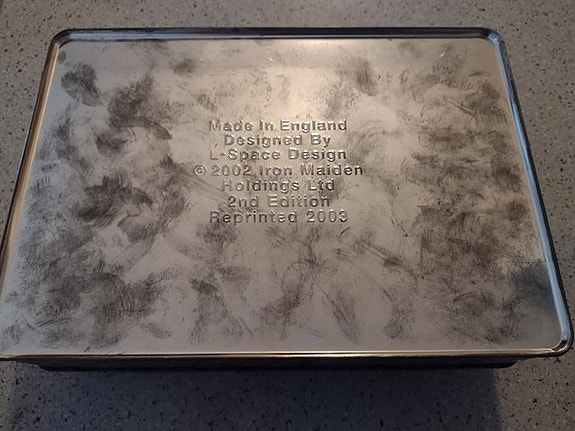 Made In England
Designed By
L-Space Design
© 2002 Iron Maiden
Holdings Ltd
2nd Edition
Reprinted 2003